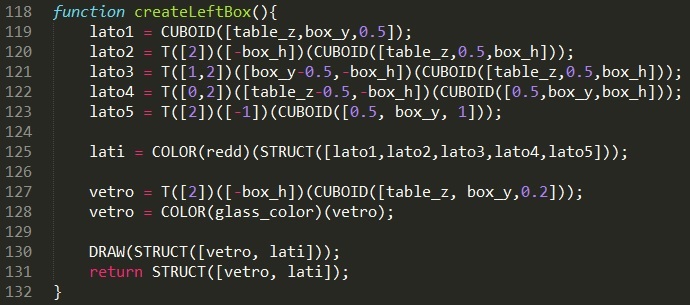 118 function createLeftBox(){
119     lato1 = CUBOID([table_z,box_y,0.5]);
120     lato2 = T([2])([-box_h])(CUBOID([table_z,0.5,box_h]));
121     lato3 = T([1,2])([box_y-0.5,-box_h])(CUBOID([table_z,0.5,box_h]));
122     lato4 = T([0,2])([table_z-0.5,-box_h])(CUBOID([0.5,box_y,box_h]));
123     lato5 = T([2])([-1])(CUBOID([0.5, box_y, 1]));
124
125     lati = COLOR(redd)(STRUCT([lato1,lato2,lato3,lato4,lato5]));
126
127     vetro = T([2])([-box_h])(CUBOID([table_z, box_y,0.2]));
128     vetro = COLOR(glass_color)(vetro);
129
130     DRAW(STRUCT([vetro, lati]));
131     return STRUCT([vetro, lati]);
132 }